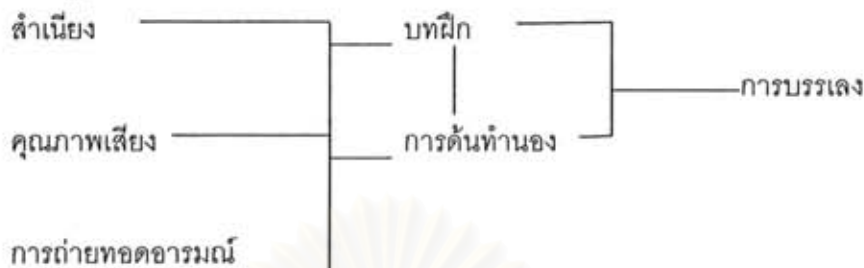 สำเนียง
บทฝึก
การบรรเลง
คุณภาพเสียง
การด้นทำนอง
การถ่ายทอดอารมณ์